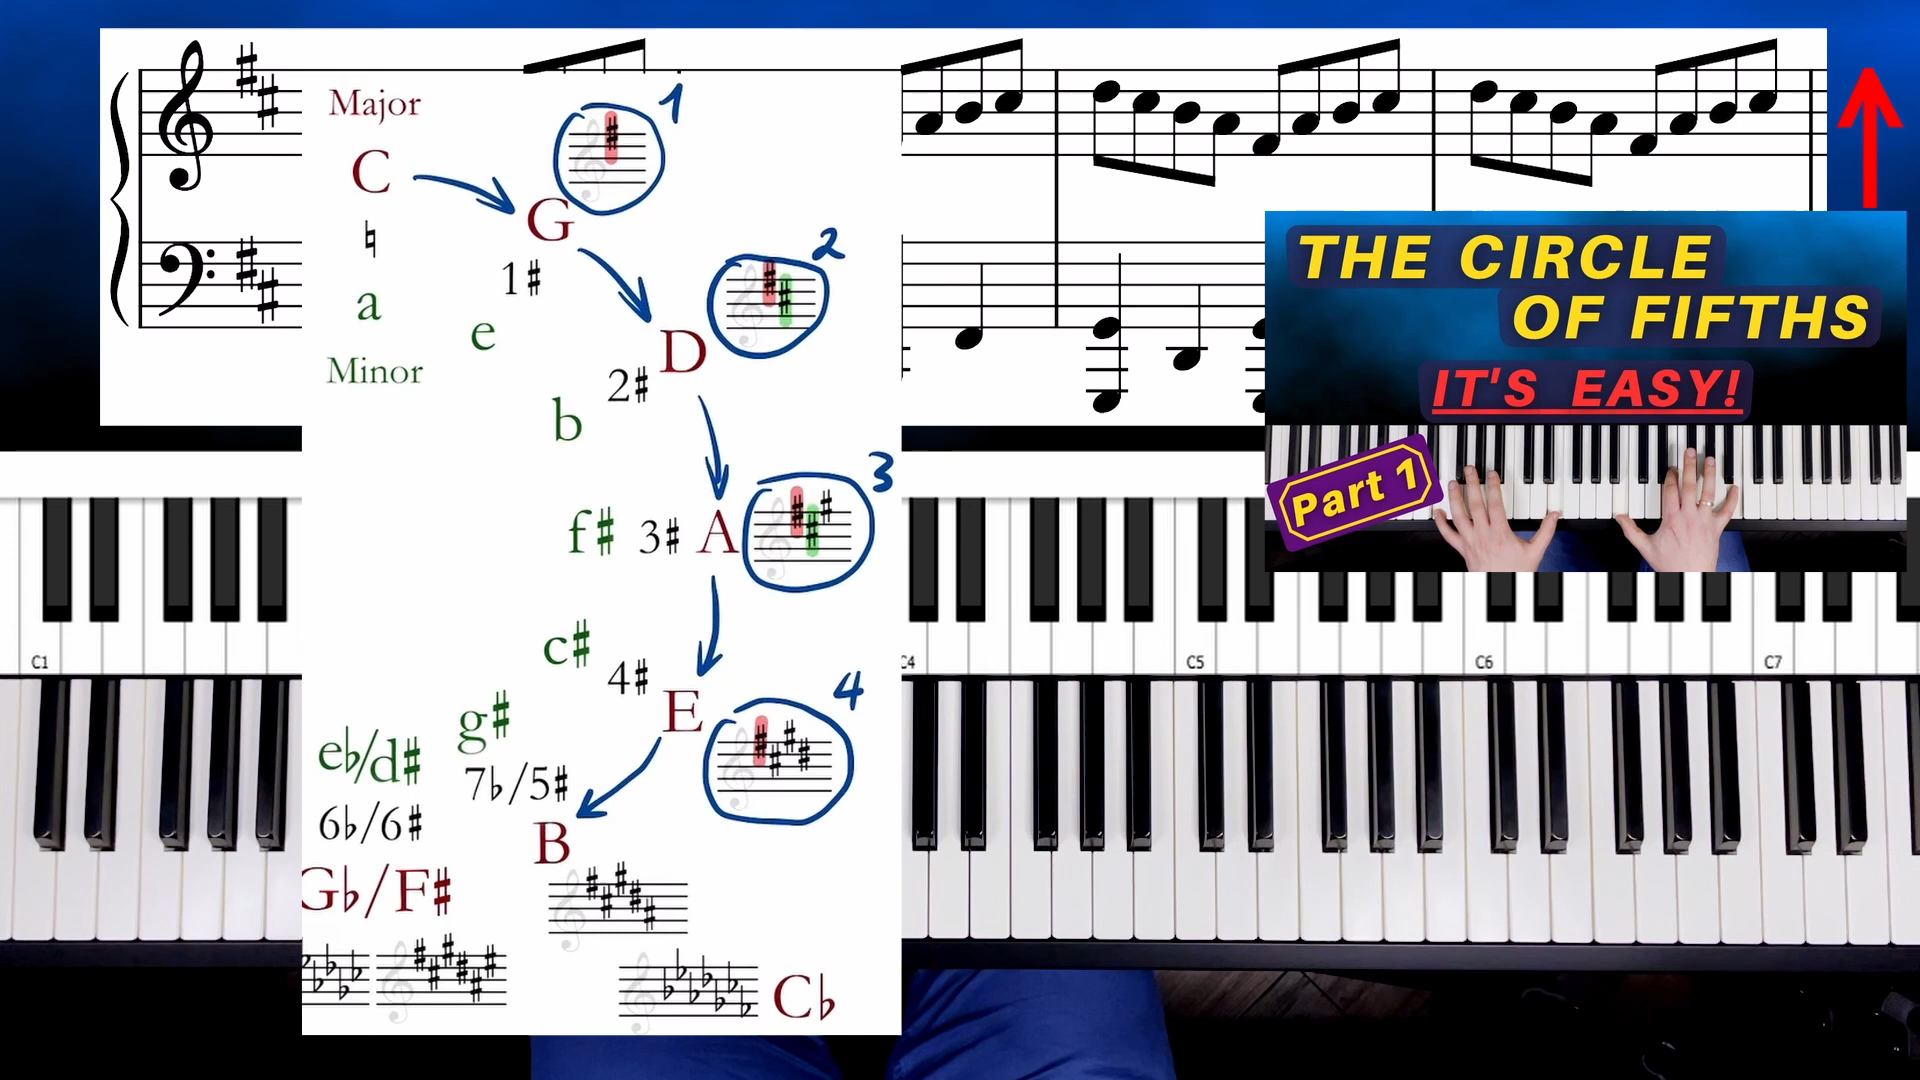 Major
C
♮
a
Minor
1
G
1♯
e
2
D
2♯
b
3
A
3♯
f♯
4
E
4♯
c♯
g♯
7♭/5♯
B
e♭/d♯
6♭/6♯
G♭/F♯
C♭
THE CIRCLE
OF FIFTHS
IT'S EASY!
Part 1
C1
C4
C5
C6
C7